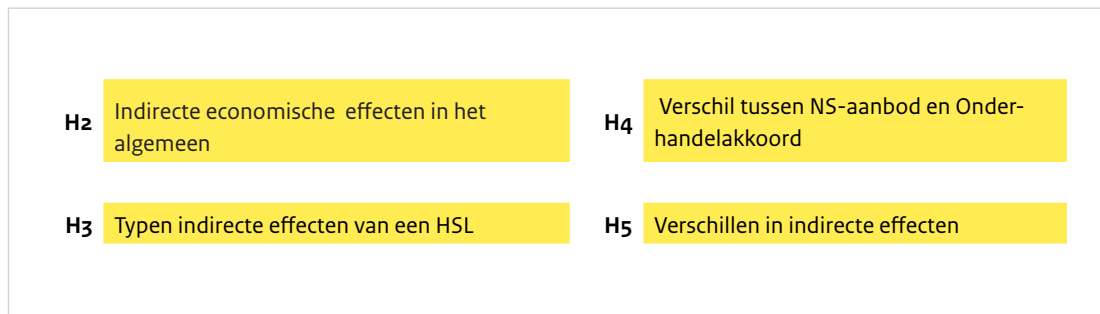 H2 Indirecte economische effecten in het
algemeen
H4 Verschil tussen NS-aanbod en Onder-
handelakkoord
H3 Typen indirecte effecten van een HSL
H5 Verschillen in indirecte effecten